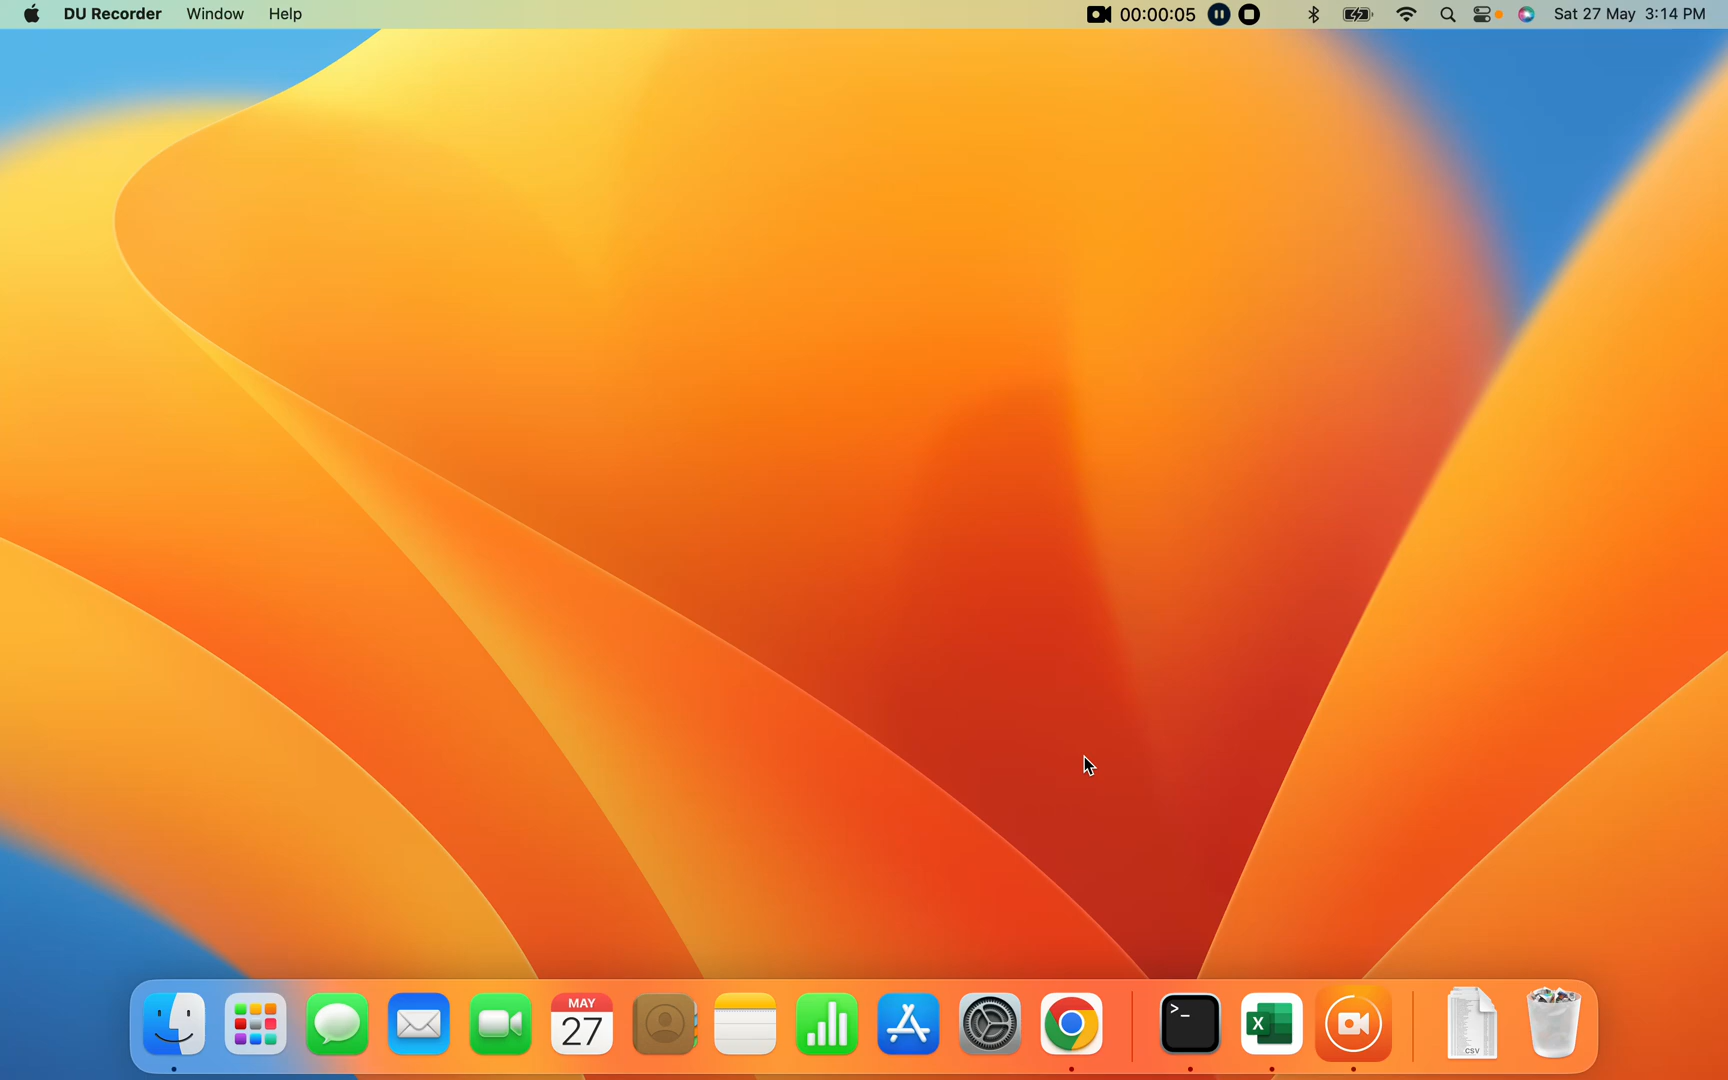 DU Recorder Window Help 00:00:05 Sat 27 May 3:14 PM
MAY
27
>_
X
CSV